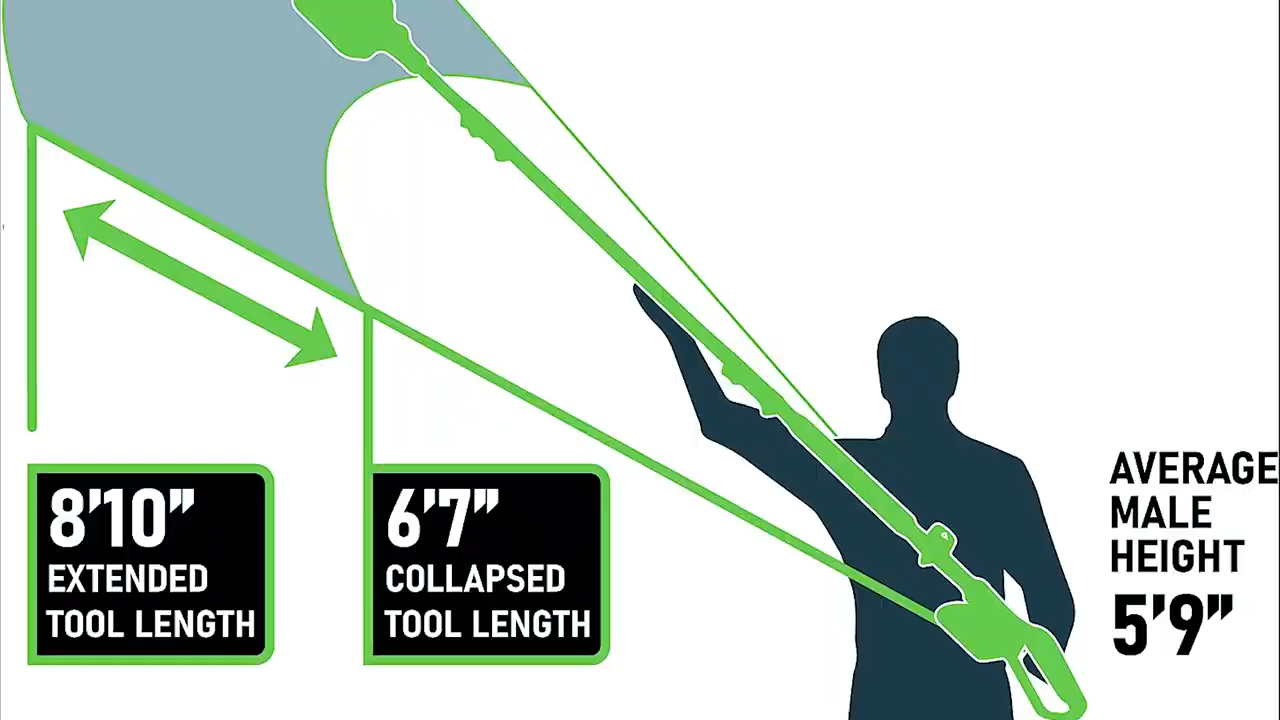 8'10"
EXTENDED
TOOL LENGTH
6'7"
COLLAPSED
TOOL LENGTH
AVERAGE
MALE
HEIGHT
5'9"